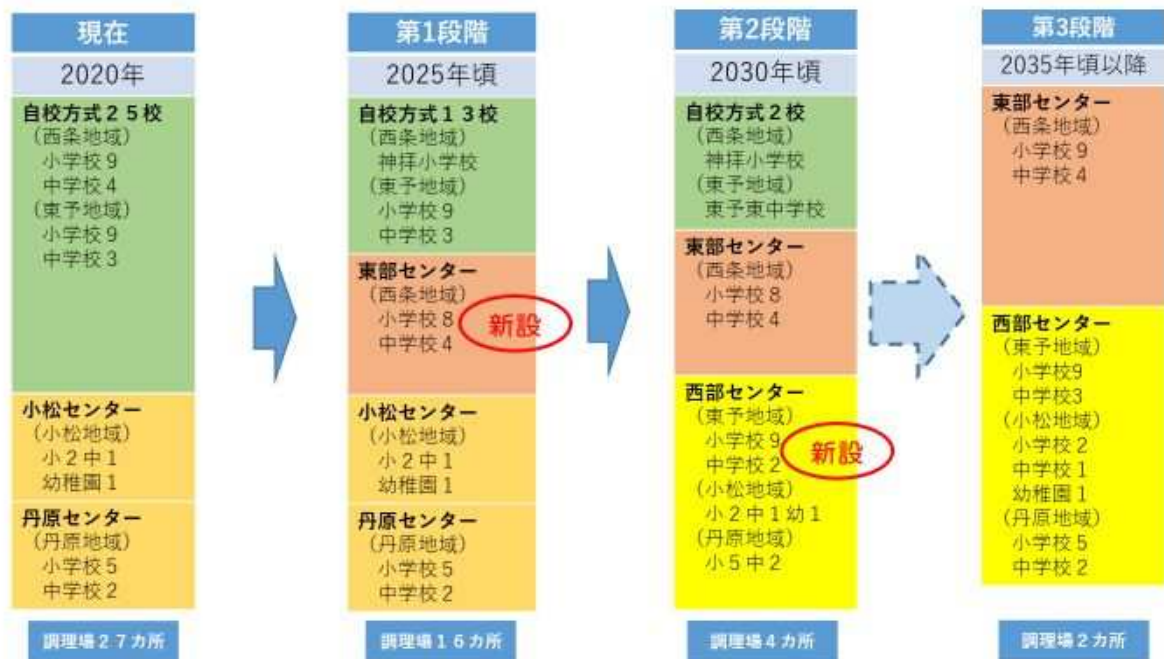 現在
2020年
自校方式25校
(西条地域)
小学校9
中学校4
(東予地域)
小学校9
中学校3
小松センター
(小松地域)
小2中1
幼稚園1
丹原センター
(丹原地域)
小学校5
中学校2
調理場27カ所
第1段階
2025年頃
自校方式13校
(西条地域)
神拝小学校
(東予地域)
小学校9
中学校3
東部センター
(西条地域)
小学校8
中学校4
新設
小松センター
(小松地域)
小2中1
幼稚園1
丹原センター
(丹原地域)
小学校5
中学校2
調理場16カ所
第2段階
2030年頃
自校方式2校
(西条地域)
神拝小学校
(東予地域)
東予東中学校
東部センター
(西条地域)
小学校8
中学校4
西部センター
(東予地域)
小学校9
中学校2
新設
(小松地域)
小2中1幼1
(丹原地域)
小5中2
調理場4カ所
第3段階
2035年頃以降
東部センター
(西条地域)
小学校9
中学校4
西部センター
(東予地域)
小学校9
中学校3
(小松地域)
小学校2
中学校1
幼稚園1
(丹原地域)
小学校5
中学校2
調理場2カ所